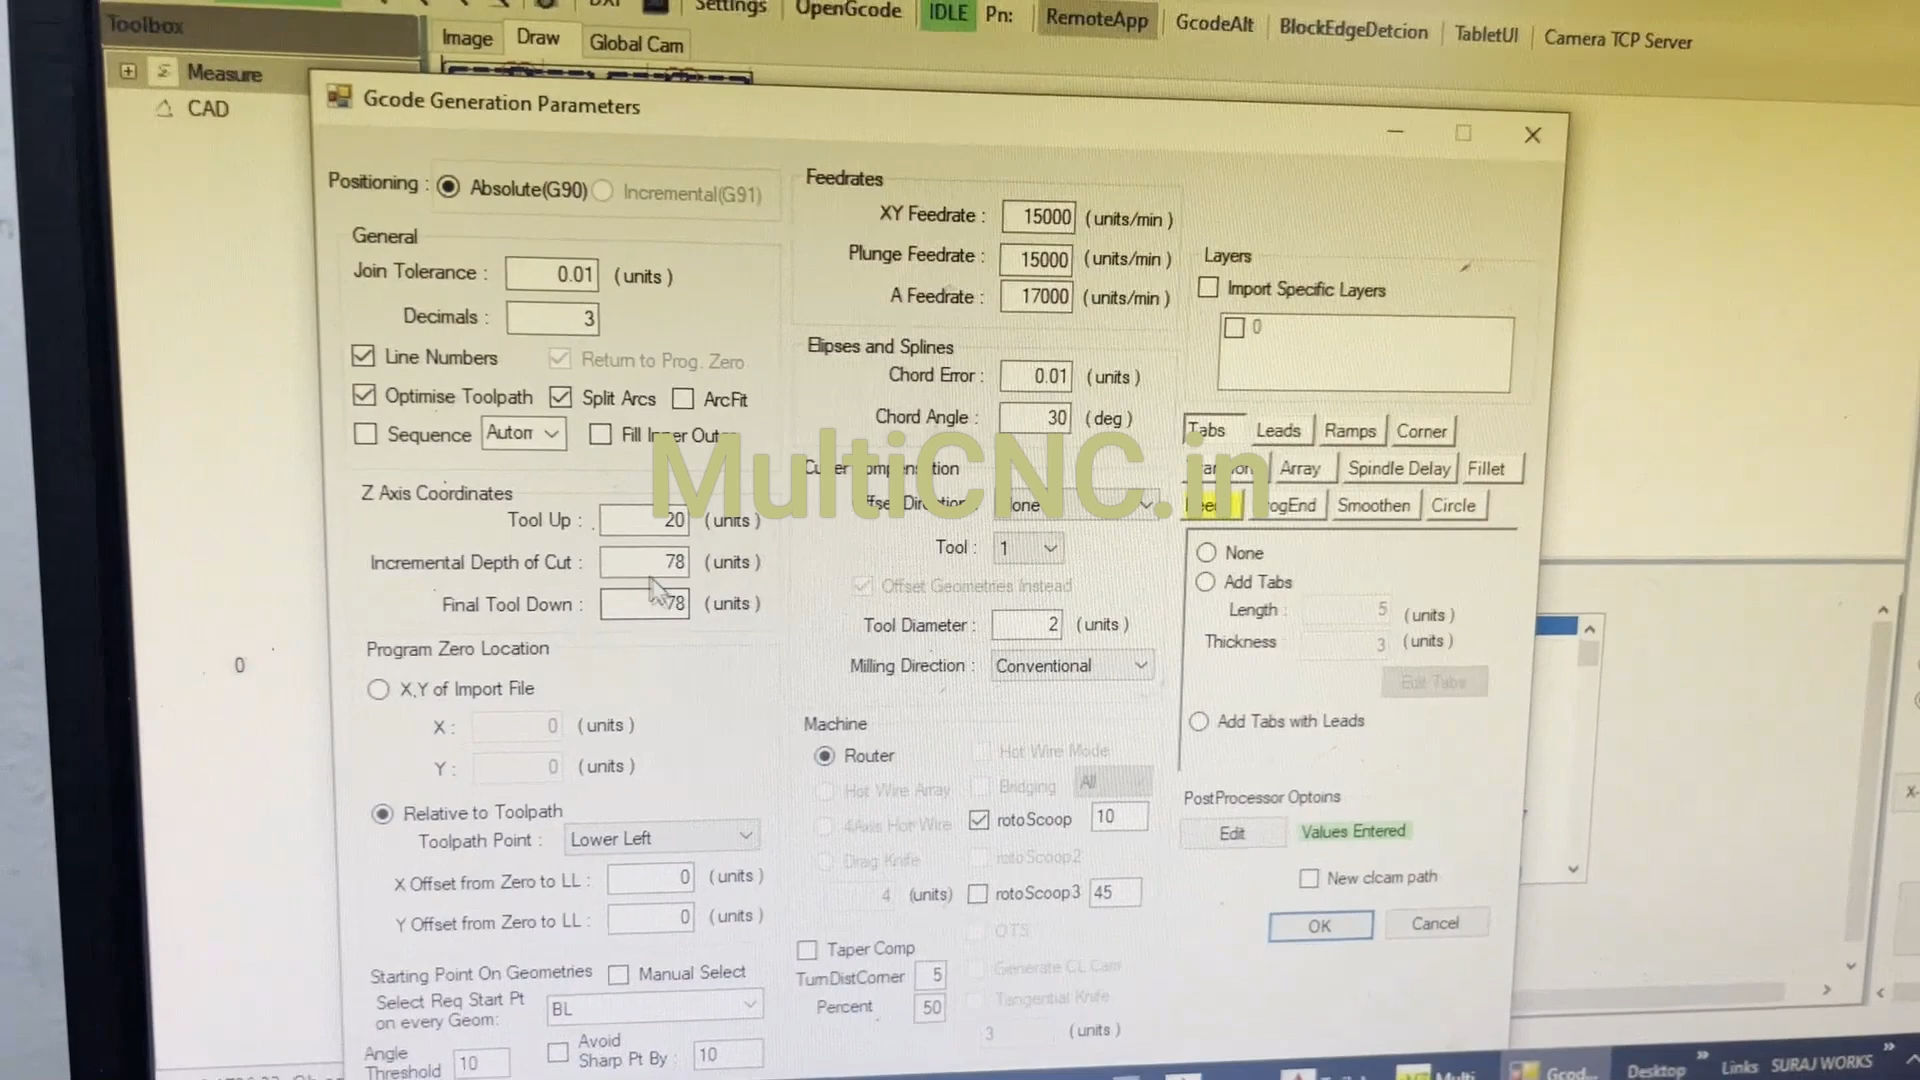 Toolbox
Measure
CAD
Image Draw Global Cam
Settings OpenGcode IDLE Pn: RemoteApp GcodeAlt BlockEdgeDetcion TabletUI Camera TCP Server
Gcode Generation Parameters
Positioning : Absolute(G90) Incremental(G91)
General
Join Tolerance : 0.01 (units )
Decimals : 3
Line Numbers Return to Prog. Zero
Optimise Toolpath Split Arcs ArcFit
Sequence Autom Fill Inner Outer
Z Axis Coordinates
Tool Up : 20 (units )
Incremental Depth of Cut : 78 (units )
Final Tool Down : 78 (units )
Program Zero Location
X,Y of Import File
X : 0 (units )
Y : 0 (units )
Relative to Toolpath
Toolpath Point : Lower Left
X Offset from Zero to LL : 0 (units )
Y Offset from Zero to LL : 0 (units )
Starting Point On Geometries Manual Select
Select Req Start Pt
on every Geom: BL
Angle
Threshold 10
Avoid
Sharp Pt By : 10
Feedrates
XY Feedrate : 15000 (units/min )
Plunge Feedrate : 15000 (units/min )
A Feedrate : 17000 (units/min )
Elipses and Splines
Chord Error : 0.01 (units )
Chord Angle : 30 (deg )
MultiCNC.in
Tool : 1
Offset Geometries Instead
Tool Diameter : 2 (units )
Milling Direction : Conventional
Machine
Router Hot Wire Mode
Hot Wire Array Bridging All
4Axis Hot Wire rotoScoop 10
Drag Knife rotoScoop2
4 (units) rotoScoop3 45
OTS
Taper Comp
Generate CL Cam
TurnDistCorner 5
Tangential Knife
Percent 50
3 (units )
Layers
Import Specific Layers
0
Tabs Leads Ramps Corner
Array Spindle Delay Fillet
ProgEnd Smoothen Circle
None
Add Tabs
Length : 5 (units )
Thickness 3 (units )
Edit Tabs
Add Tabs with Leads
PostProcessor Optoins
Edit Values Entered
New clcam path
OK Cancel
0
X-
Multi Gcod... Desktop Links SURAJ WORKS